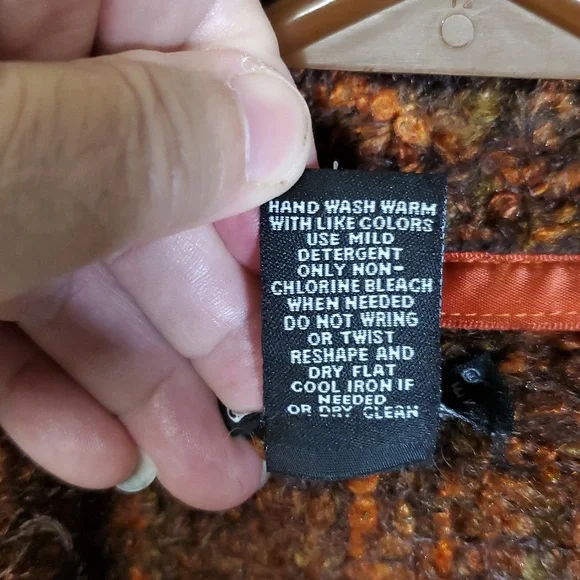 HAND WASH WARM
WITH LIKE COLORS
USE MILD
DETERGENT
ONLY NON-
CHLORINE BLEACH
WHEN NEEDED
DO NOT WRING
OR TWIST
RESHAPE AND
DRY FLAT
COOL IRON IF
NEEDED
OR DRY CLEAN